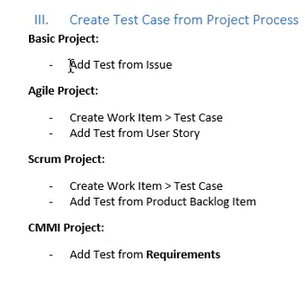 III. Create Test Case from Project Process
Basic Project:
- Add Test from Issue
Agile Project:
- Create Work Item > Test Case
- Add Test from User Story
Scrum Project:
- Create Work Item > Test Case
- Add Test from Product Backlog Item
CMMI Project:
- Add Test from Requirements